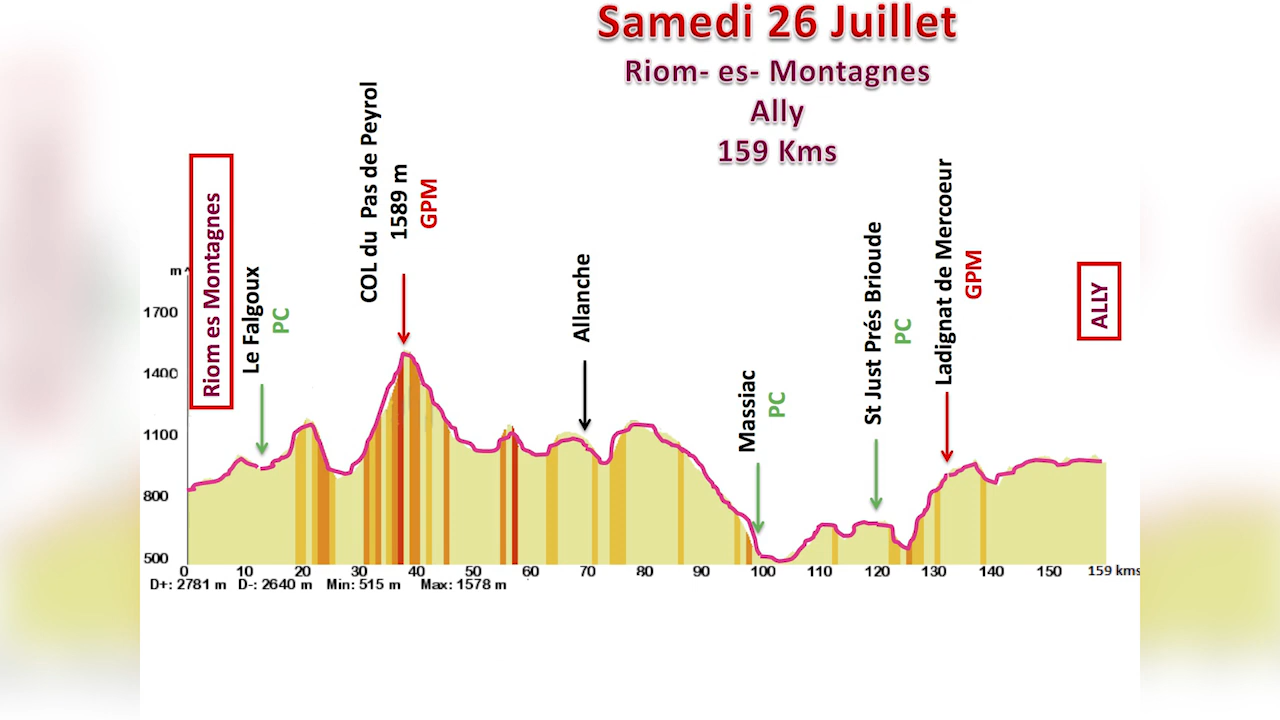 Samedi 26 Juillet
Riom- es- Montagnes
Ally
159 Kms
Riom es Montagnes
Le Falgoux
PC
COL du Pas de Peyrol
1589 m
GPM
Allanche
Massiac
PC
St Just Prés Brioude
PC
Ladignat de Mercoeur
GPM
ALLY
m
1700
1400
1100
800
500
0 10 20 30 40 50 60 70 80 90 100 110 120 130 140 150 159 kms
D+: 2781 m D-: 2640 m Min: 515 m Max: 1578 m